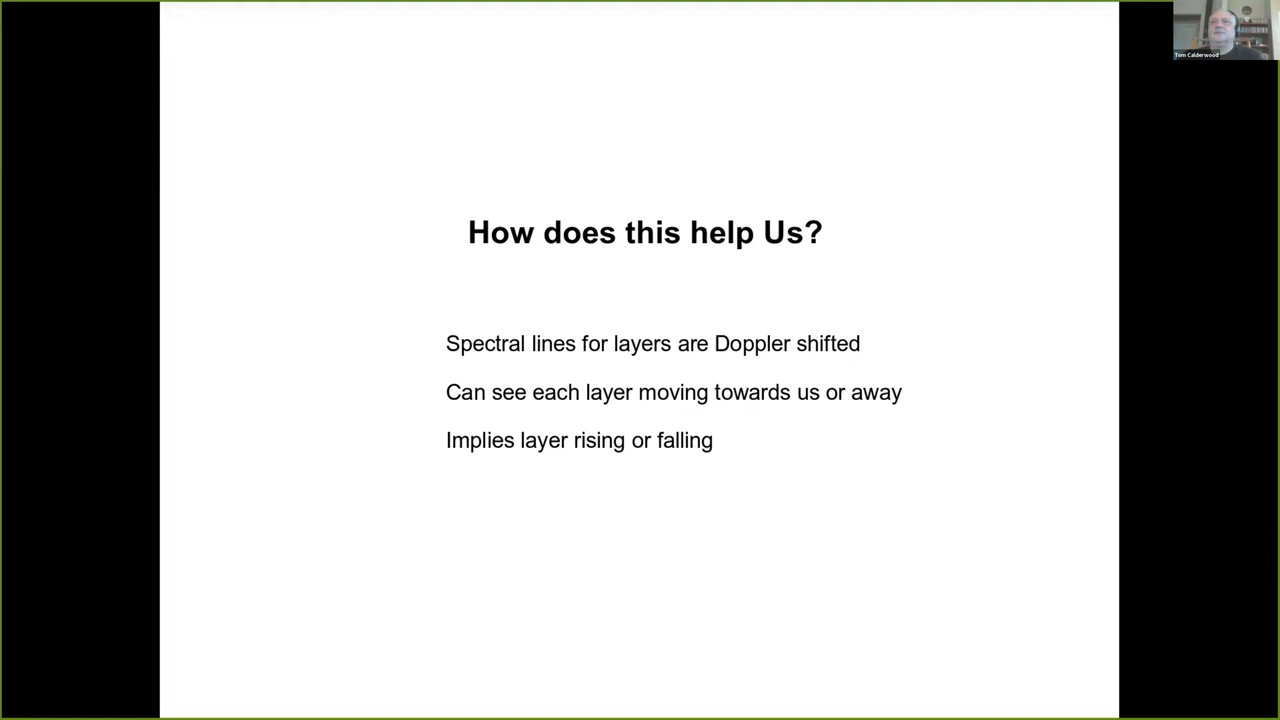 Tom Calderwood
How does this help Us?
Spectral lines for layers are Doppler shifted
Can see each layer moving towards us or away
Implies layer rising or falling